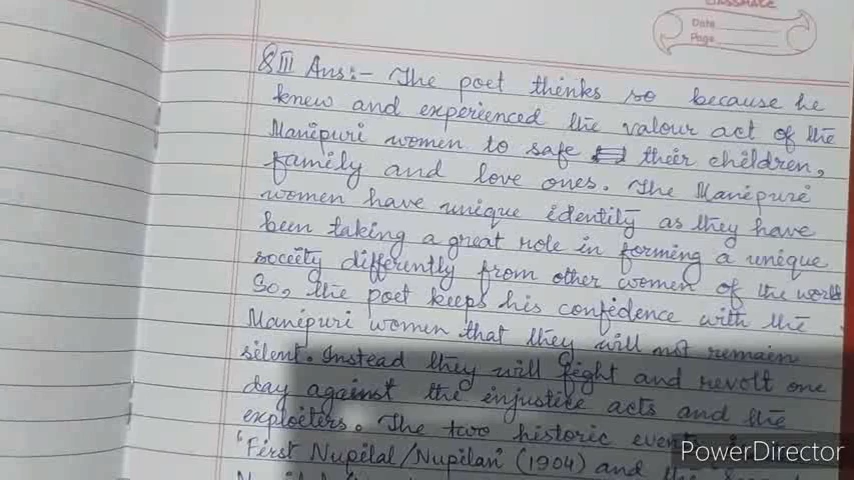 CLASSMATE
Date
Page
8 III Ans:- The poet thinks so because he
knew and experienced the valour act of the
Manipuri women to safe their children,
family and love ones. The Manipuri
women have unique identity as they have
been taking a great role in forming a unique
society differently from other women of the world
So, the poet keeps his confidence with the
Manipuri women that they will not remain
silent. Instead they will fight and revolt one
day against the injustice acts and the
exploiters. The two historic events
'First Nupilal/Nupilan' (1904) and the
PowerDirector